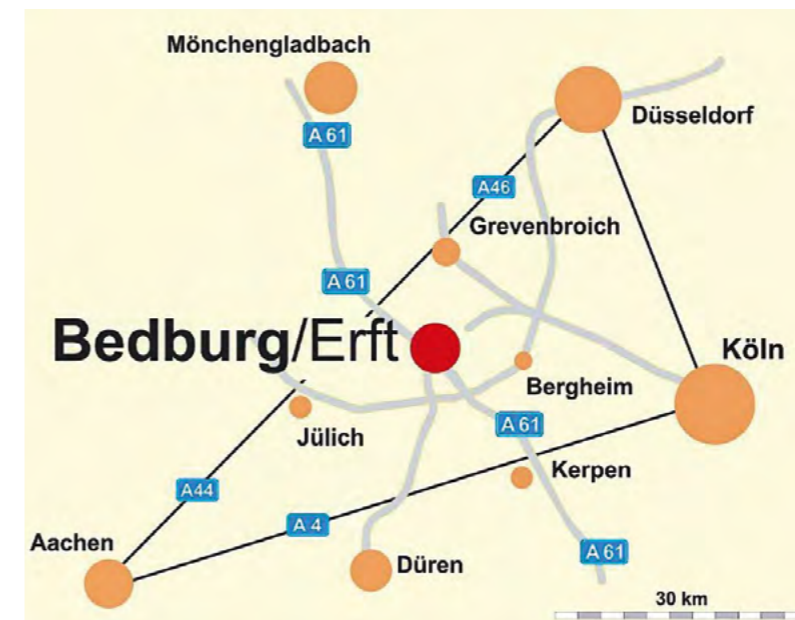 Mönchengladbach
Düsseldorf
A 61
A46
Grevenbroich
A 61
Bedburg/Erft
Köln
Bergheim
Jülich
A 61
Kerpen
A44
A 4
Aachen
Düren
A 61
30 km